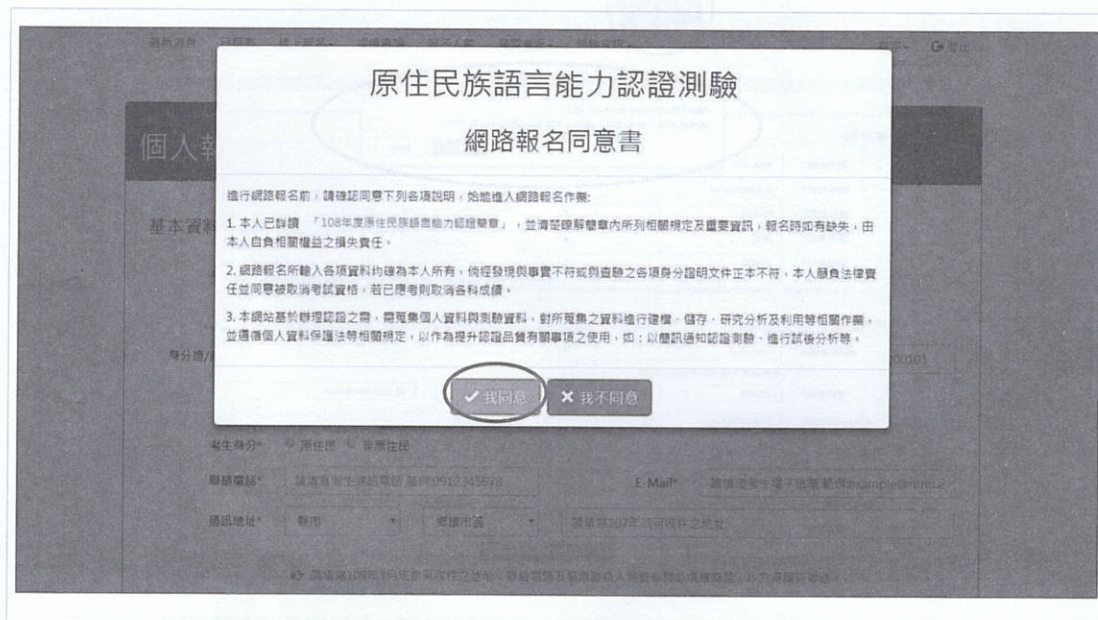 最新消息
登出
原住民族語言能力認證測驗
網路報名同意書
個人報
進行網路報名前，請確認同意下列各項說明，始能進入網路報名作業:
1. 本人已詳讀 「108年度原住民族語言能力認證簡章」，並清楚瞭解簡章內所列相關規定及重要資訊，報名時如有缺失，由
本人自負相關權益之損失責任。
基本資料
2. 網路報名所輸入各項資料均確為本人所有，倘經發現與事實不符或與查驗之各項身分證明文件正本不符，本人願負法律責
任並同意被取消考試資格，若已應考則取消各科成績。
3. 本網站基於辦理認證之需，需蒐集個人資料與測驗資料，對所蒐集之資料進行建檔、儲存、研究分析及利用等相關作業，
並遵循個人資料保護法等相關規定，以作為提升認證品質有關事項之使用，如：以簡訊通知認證測驗、進行試後分析等。
身分證/
00101
✔ 我同意 ✖ 我不同意
考生身分* 原住民 非原住民
聯絡電話* E-Mail*
通訊地址* 縣市 鄉鎮市區